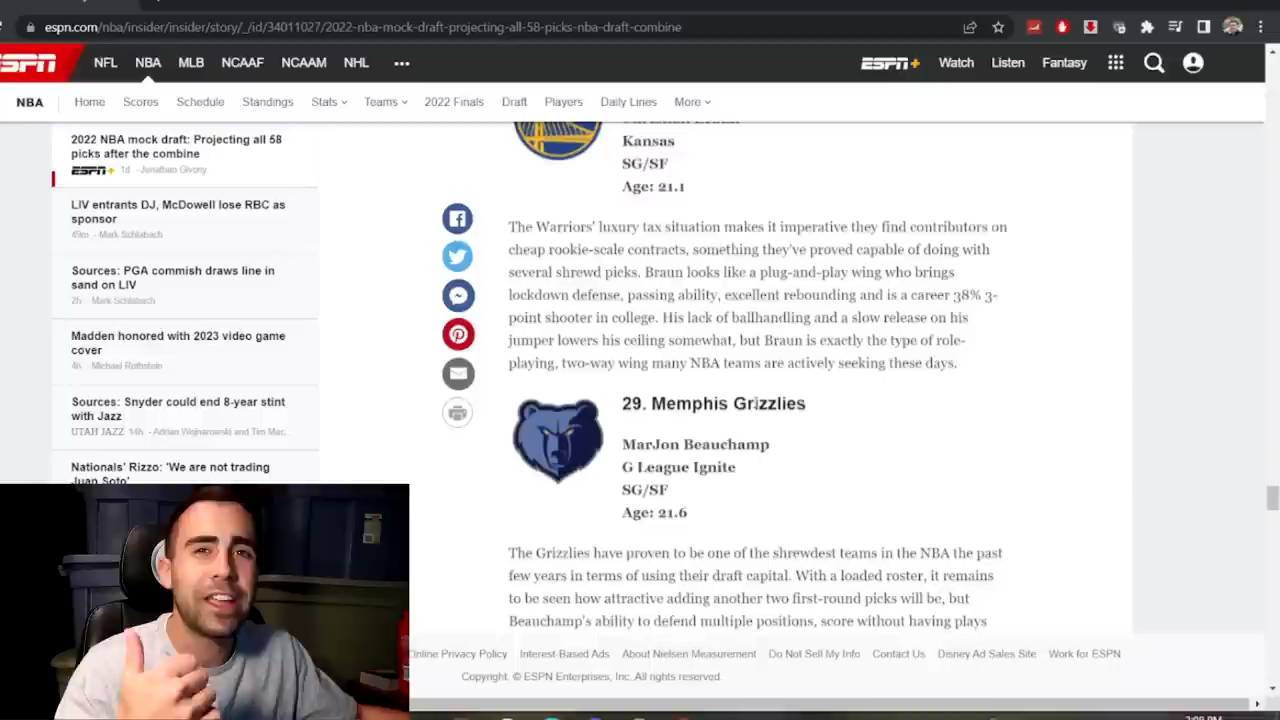 espn.com/nba/insider/insider/story/_/id/34011027/2022-nba-mock-draft-projecting-all-58-picks-nba-draft-combine
ESPN NFL NBA MLB NCAAF NCAAM NHL ... ESPN+ Watch Listen Fantasy
NBA Home Scores Schedule Standings Stats Teams 2022 Finals Draft Players Daily Lines More
2022 NBA mock draft: Projecting all 58
picks after the combine
ESPN+ 1d - Jonathan Givony
LIV entrants DJ, McDowell lose RBC as
sponsor
49m - Mark Schlabach
Sources: PGA commish draws line in
sand on LIV
2h - Mark Schlabach
Madden honored with 2023 video game
cover
4h - Michael Rothstein
Sources: Snyder could end 8-year stint
with Jazz
UTAH JAZZ 14h - Adrian Wojnarowski and Tim Mac...
Nationals' Rizzo: 'We are not trading
Juan Soto'
Kansas
SG/SF
Age: 21.1
The Warriors' luxury tax situation makes it imperative they find contributors on
cheap rookie-scale contracts, something they've proved capable of doing with
several shrewd picks. Braun looks like a plug-and-play wing who brings
lockdown defense, passing ability, excellent rebounding and is a career 38% 3-
point shooter in college. His lack of ballhandling and a slow release on his
jumper lowers his ceiling somewhat, but Braun is exactly the type of role-
playing, two-way wing many NBA teams are actively seeking these days.
29. Memphis Grizzlies
MarJon Beauchamp
G League Ignite
SG/SF
Age: 21.6
The Grizzlies have proven to be one of the shrewdest teams in the NBA the past
few years in terms of using their draft capital. With a loaded roster, it remains
to be seen how attractive adding another two first-round picks will be, but
Beauchamp's ability to defend multiple positions, score without having plays
Online Privacy Policy Interest-Based Ads About Nielsen Measurement Do Not Sell My Info Contact Us Disney Ad Sales Site Work for ESPN
Copyright: © ESPN Enterprises, Inc. All rights reserved.